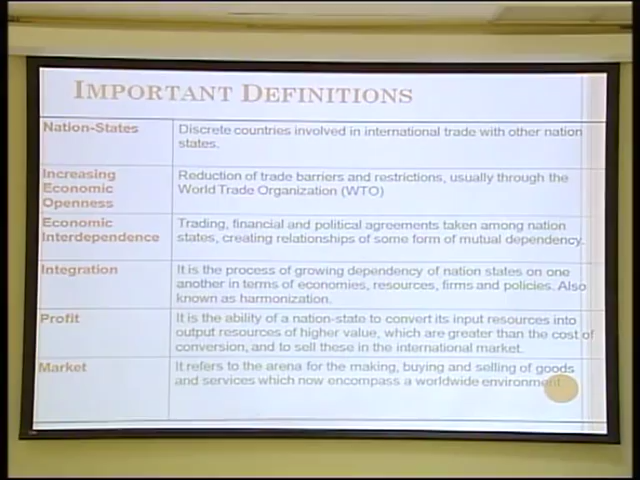 IMPORTANT DEFINITIONS
Nation-States
Discrete countries involved in international trade with other nation
states.
Increasing
Economic
Openness
Reduction of trade barriers and restrictions, usually through the
World Trade Organization (WTO)
Economic
Interdependence
Trading, financial and political agreements taken among nation
states, creating relationships of some form of mutual dependency.
Integration
It is the process of growing dependency of nation states on one
another in terms of economies, resources, firms and policies. Also
known as harmonization.
Profit
It is the ability of a nation-state to convert its input resources into
output resources of higher value, which are greater than the cost of
conversion, and to sell these in the international market.
Market
It refers to the arena for the making, buying and selling of goods
and services which now encompass a worldwide environment.